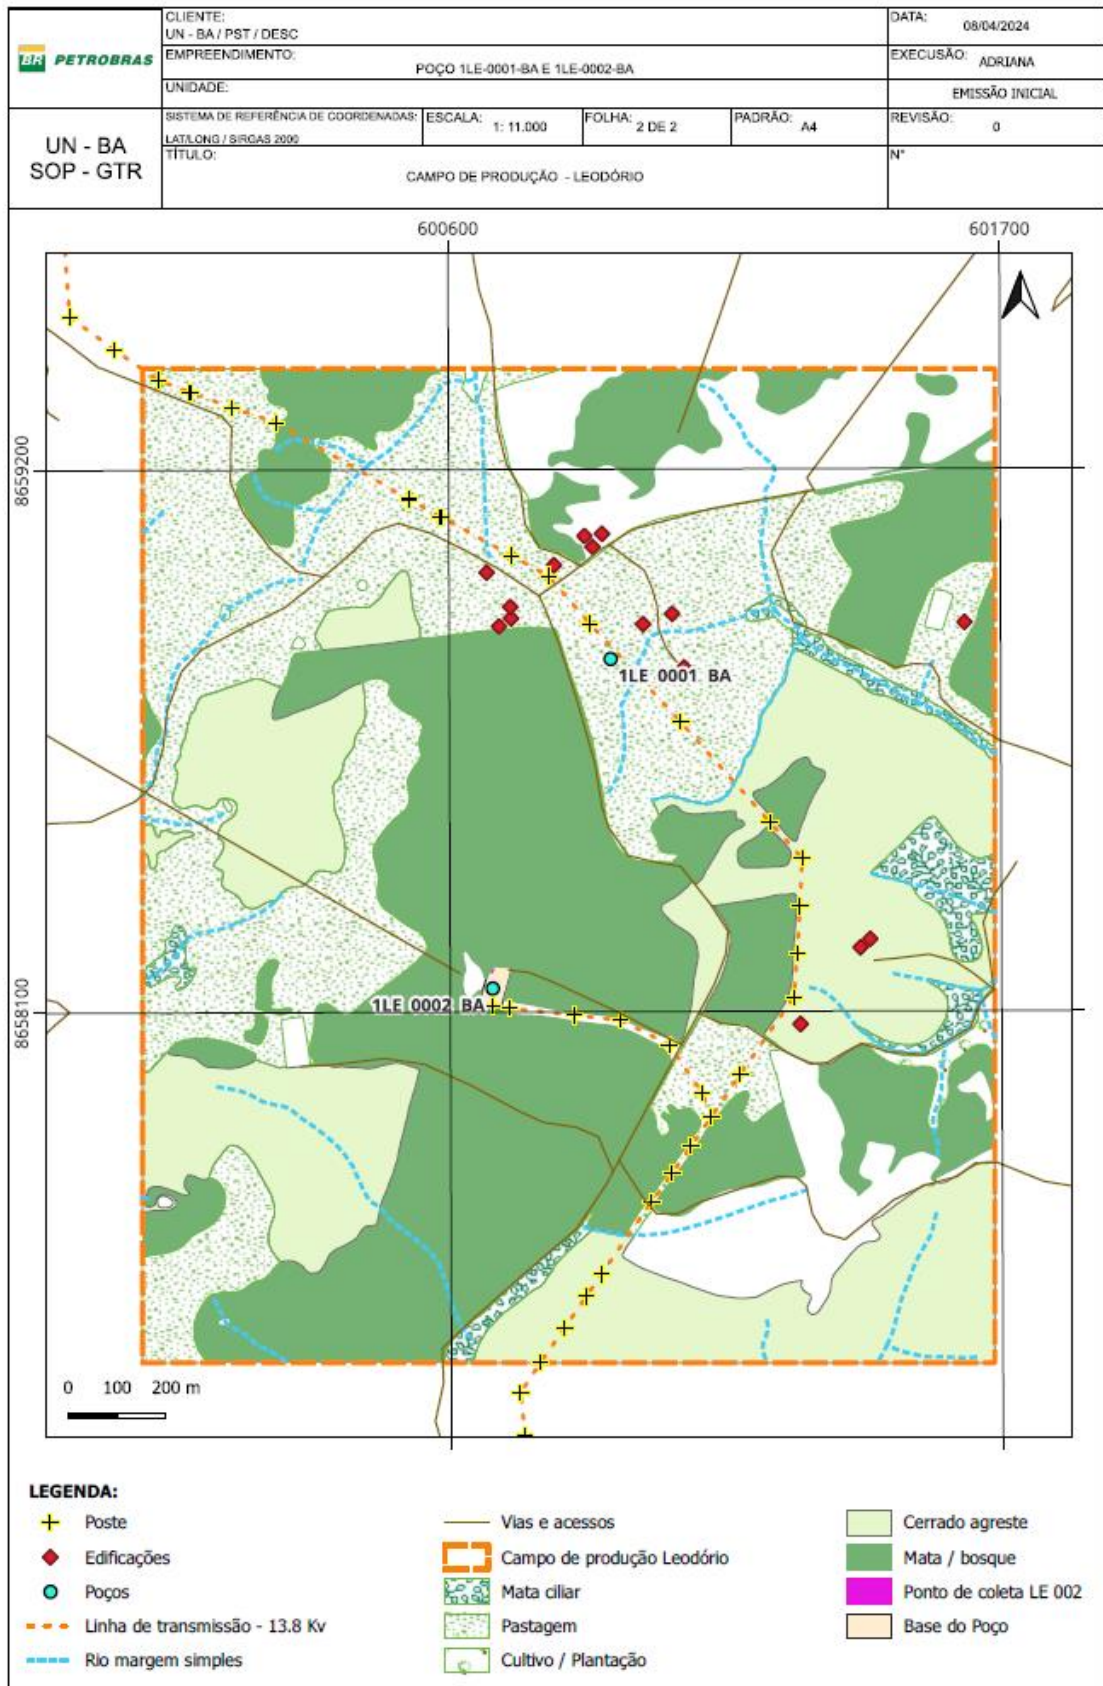 BR PETROBRAS
CLIENTE:
UN - BA / PST / DESC
DATA: 08/04/2024
EMPREENDIMENTO:
POÇO 1LE-0001-BA E 1LE-0002-BA
EXECUSÃO: ADRIANA
UNIDADE:
EMISSÃO INICIAL
UN - BA
SOP - GTR
SISTEMA DE REFERÊNCIA DE COORDENADAS:
LAT/LONG / SIRGAS 2000
ESCALA: 1: 11.000
FOLHA: 2 DE 2
PADRÃO: A4
REVISÃO: 0
TÍTULO:
CAMPO DE PRODUÇÃO - LEODÓRIO
N°
600600
601700
8659200
8658100
1LE 0001 BA
1LE 0002 BA
0 100 200 m
LEGENDA:
Poste
Edificações
Poços
Linha de transmissão - 13.8 Kv
Rio margem simples
Vias e acessos
Campo de produção Leodório
Mata ciliar
Pastagem
Cultivo / Plantação
Cerrado agreste
Mata / bosque
Ponto de coleta LE 002
Base do Poço